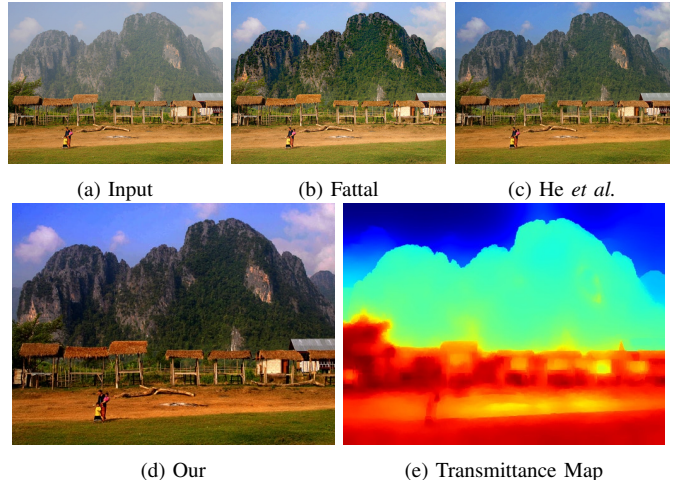 (a) Input
(b) Fattal
(c) He et al.
(d) Our
(e) Transmittance Map